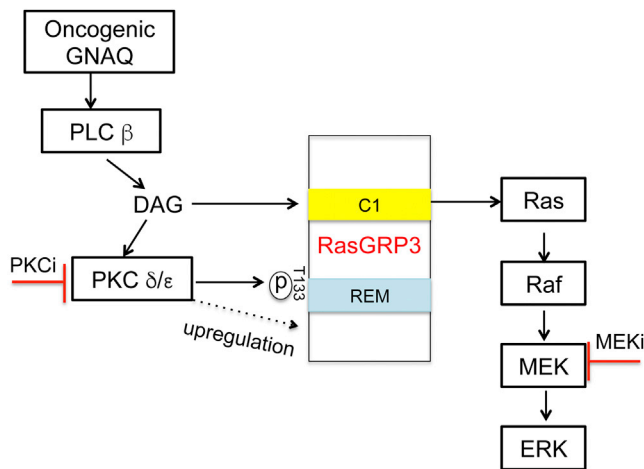 Oncogenic
GNAQ
PLC β
DAG
C1
Ras
RasGRP3
PKCi
PKC δ/ε
p
T133
REM
Raf
upregulation
MEKi
MEK
ERK